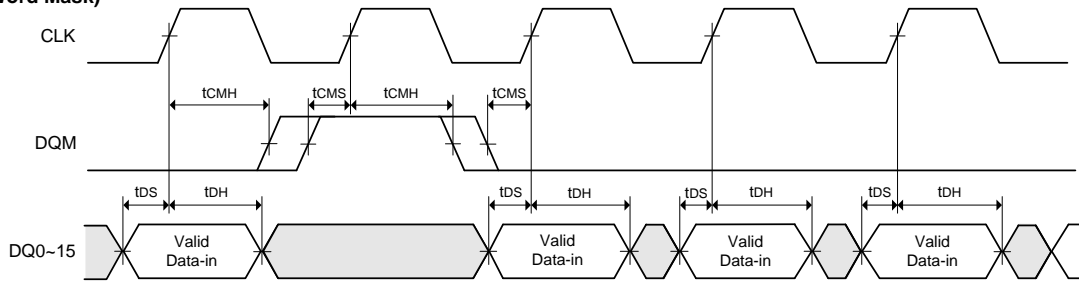 CLK
tCMH tCMS tCMH tCMS
DQM
tDS tDH tDS tDH tDS tDH tDS tDH
DQ0~15
Valid
Data-in
Valid
Data-in
Valid
Data-in
Valid
Data-in